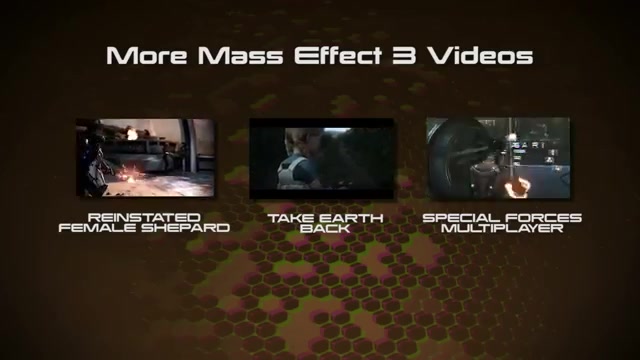 More Mass Effect 3 Videos
REINSTATED
FEMALE SHEPARD
TAKE EARTH
BACK
SPECIAL FORCES
MULTIPLAYER